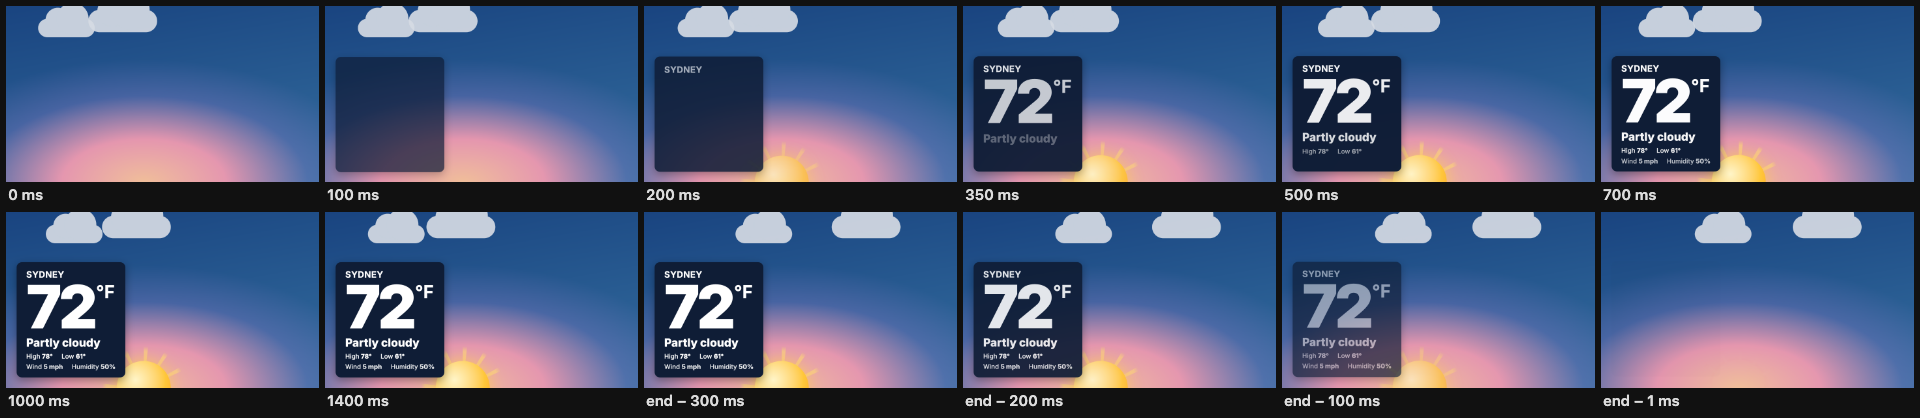 0 ms
100 ms
SYDNEY
200 ms
SYDNEY
72°F
Partly cloudy
350 ms
SYDNEY
72°F
Partly cloudy
High 78° Low 61°
500 ms
SYDNEY
72°F
Partly cloudy
High 78° Low 61°
Wind 5 mph Humidity 50%
700 ms
SYDNEY
72°F
Partly cloudy
High 78° Low 61°
Wind 5 mph Humidity 50%
1000 ms
SYDNEY
72°F
Partly cloudy
High 78° Low 61°
Wind 5 mph Humidity 50%
1400 ms
SYDNEY
72°F
Partly cloudy
High 78° Low 61°
Wind 5 mph Humidity 50%
end – 300 ms
SYDNEY
72°F
Partly cloudy
High 78° Low 61°
Wind 5 mph Humidity 50%
end – 200 ms
SYDNEY
72°F
Partly cloudy
High 78° Low 61°
Wind 5 mph Humidity 50%
end – 100 ms
end – 1 ms